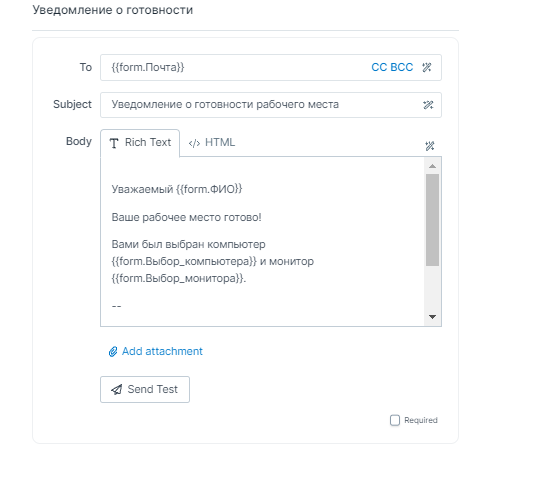 Уведомление о готовности
To {{form.Почта}} CC BCC
Subject Уведомление о готовности рабочего места
Body Rich Text </> HTML
Уважаемый {{form.ФИО}}
Ваше рабочее место готово!
Вами был выбран компьютер
{{form.Выбор_компьютера}} и монитор
{{form.Выбор_монитора}}.
--
Add attachment
Send Test
Required